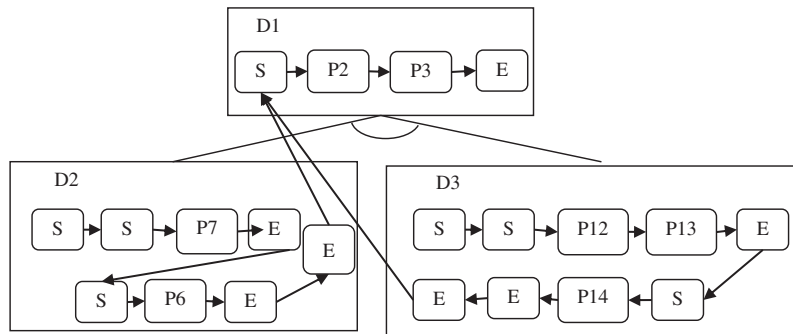 D1
S P2 P3 E
D2
D3
S S P7 E
E
S P6 E
S S P12 P13 E
E E P14 S